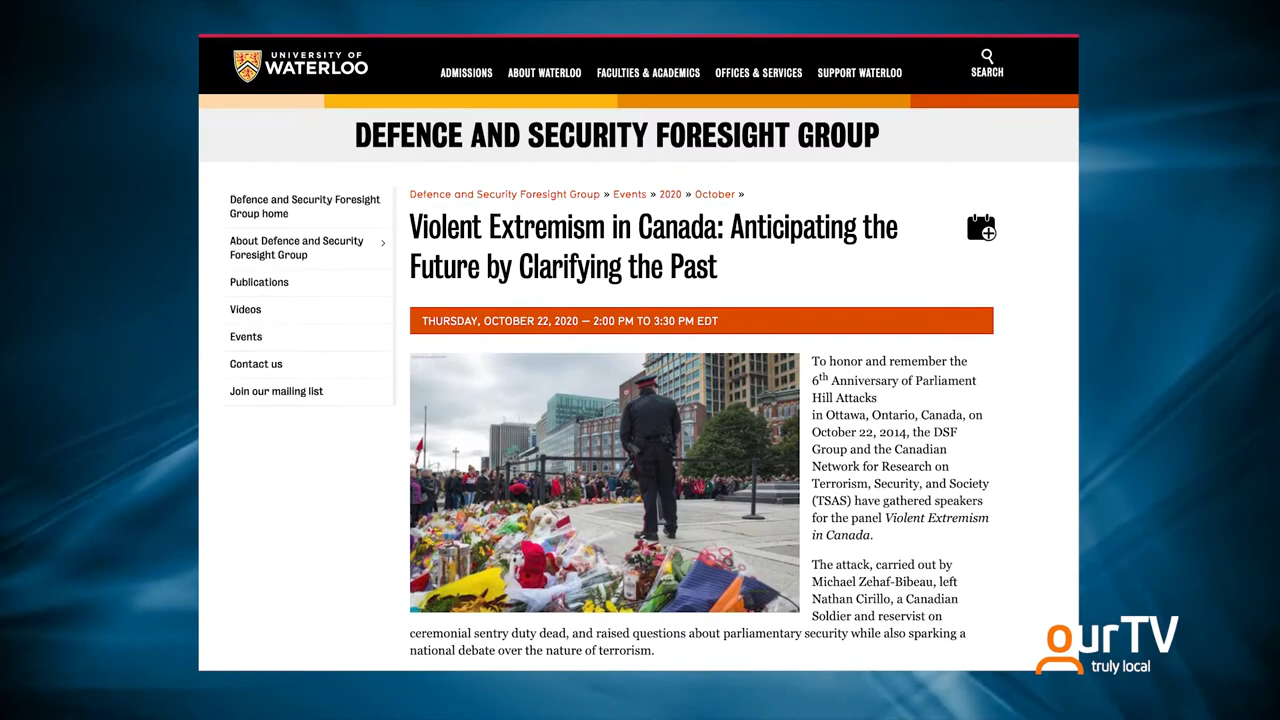 UNIVERSITY OF
WATERLOO
ADMISSIONS ABOUT WATERLOO FACULTIES & ACADEMICS OFFICES & SERVICES SUPPORT WATERLOO
SEARCH
DEFENCE AND SECURITY FORESIGHT GROUP
Defence and Security Foresight
Group home
About Defence and Security
Foresight Group
Publications
Videos
Events
Contact us
Join our mailing list
Defence and Security Foresight Group » Events » 2020 » October »
Violent Extremism in Canada: Anticipating the
Future by Clarifying the Past
THURSDAY, OCTOBER 22, 2020 — 2:00 PM TO 3:30 PM EDT
To honor and remember the
6th Anniversary of Parliament
Hill Attacks
in Ottawa, Ontario, Canada, on
October 22, 2014, the DSF
Group and the Canadian
Network for Research on
Terrorism, Security, and Society
(TSAS) have gathered speakers
for the panel Violent Extremism
in Canada.
The attack, carried out by
Michael Zehaf-Bibeau, left
Nathan Cirillo, a Canadian
Soldier and reservist on
ceremonial sentry duty dead, and raised questions about parliamentary security while also sparking a
national debate over the nature of terrorism.
ourTV
truly local